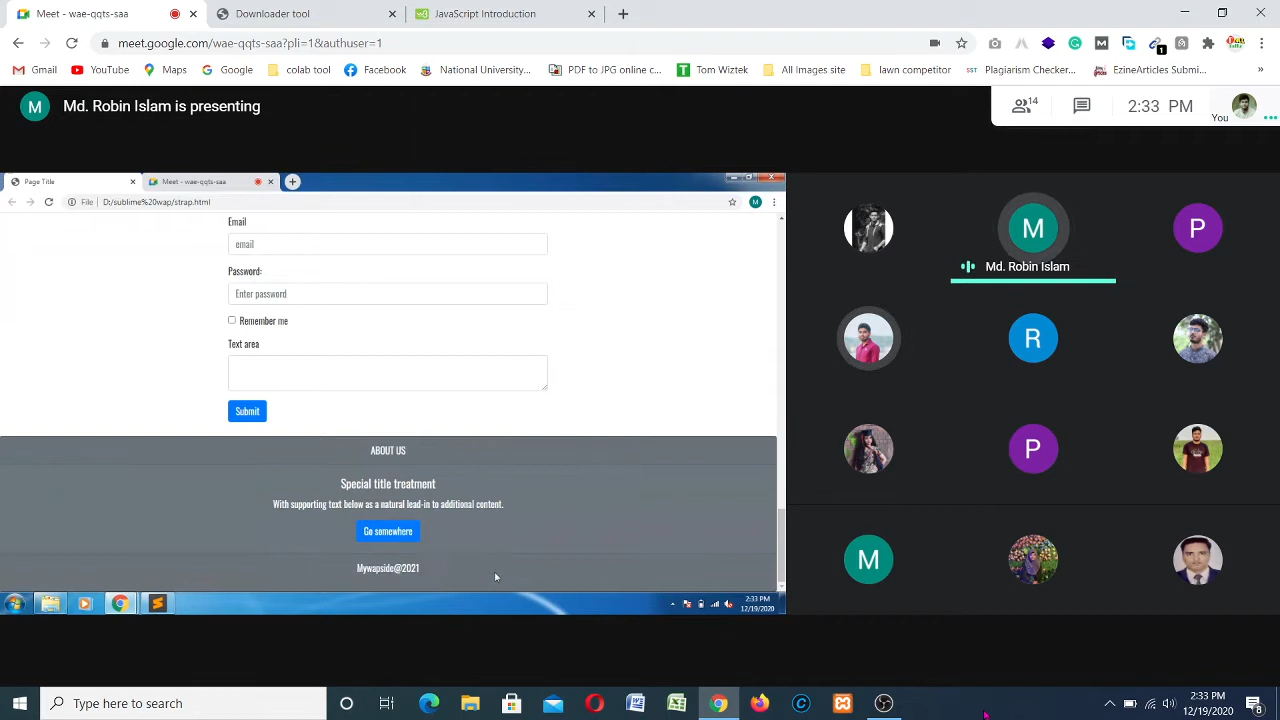 Meet - wae-qqts-saa
Downloader tool
JavaScript Introduction
meet.google.com/wae-qqts-saa?pli=1&authuser=1
1
Gmail
YouTube
Maps
Google
colab tool
Facebook
National University...
PDF to JPG online c...
Tom Wiztek
All Images site
lawn competitor
SST
Plagiarism Checker...
EzineArticles Submi...
»
M
Md. Robin Islam is presenting
14
2:33 PM
You
Page Title
Meet - wae-qqts-saa
File
D:/sublime%20wap/strap.html
M
Email
email
Password:
Enter password
Remember me
Text area
Submit
ABOUT US
Special title treatment
With supporting text below as a natural lead-in to additional content.
Go somewhere
Mywapside@2021
2:33 PM
12/19/2020
M
P
Md. Robin Islam
R
P
M
Type here to search
2:33 PM
12/19/2020
8